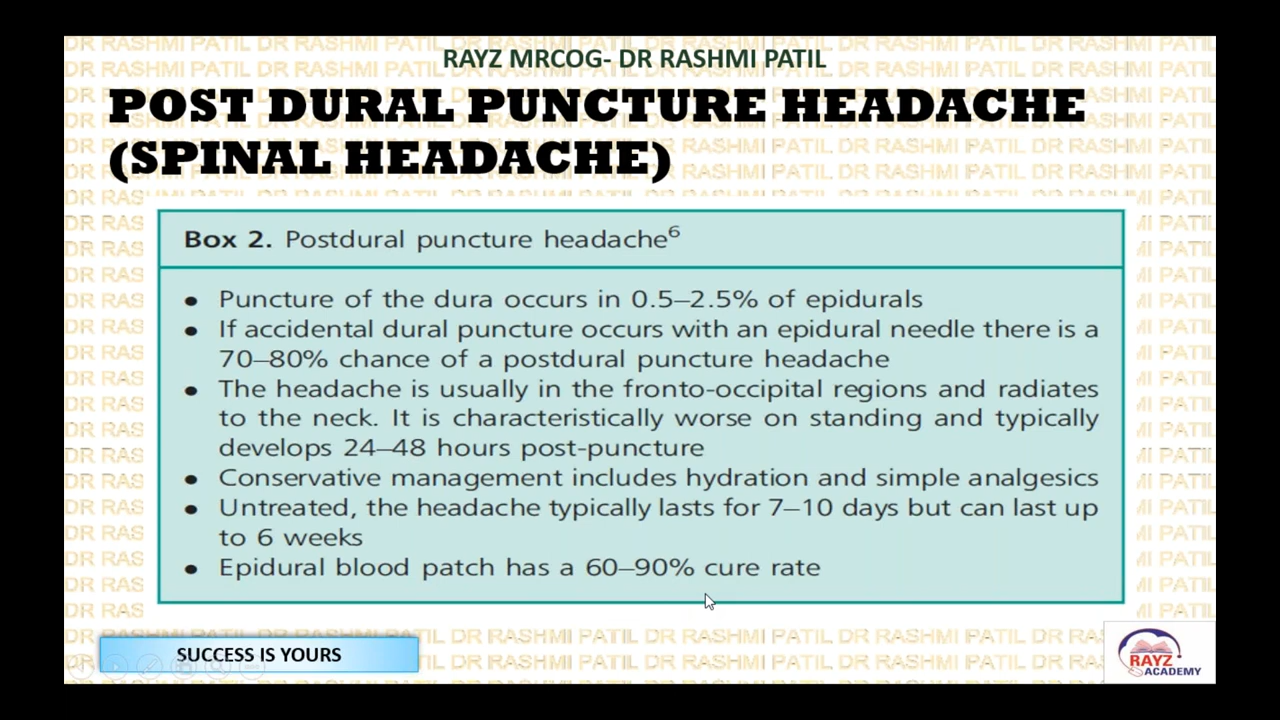 RAYZ MRCOG- DR RASHMI PATIL
POST DURAL PUNCTURE HEADACHE
(SPINAL HEADACHE)
Box 2. Postdural puncture headache6
• Puncture of the dura occurs in 0.5–2.5% of epidurals
• If accidental dural puncture occurs with an epidural needle there is a
70–80% chance of a postdural puncture headache
• The headache is usually in the fronto-occipital regions and radiates
to the neck. It is characteristically worse on standing and typically
develops 24–48 hours post-puncture
• Conservative management includes hydration and simple analgesics
• Untreated, the headache typically lasts for 7–10 days but can last up
to 6 weeks
• Epidural blood patch has a 60–90% cure rate
SUCCESS IS YOURS
RAYZ
ACADEMY